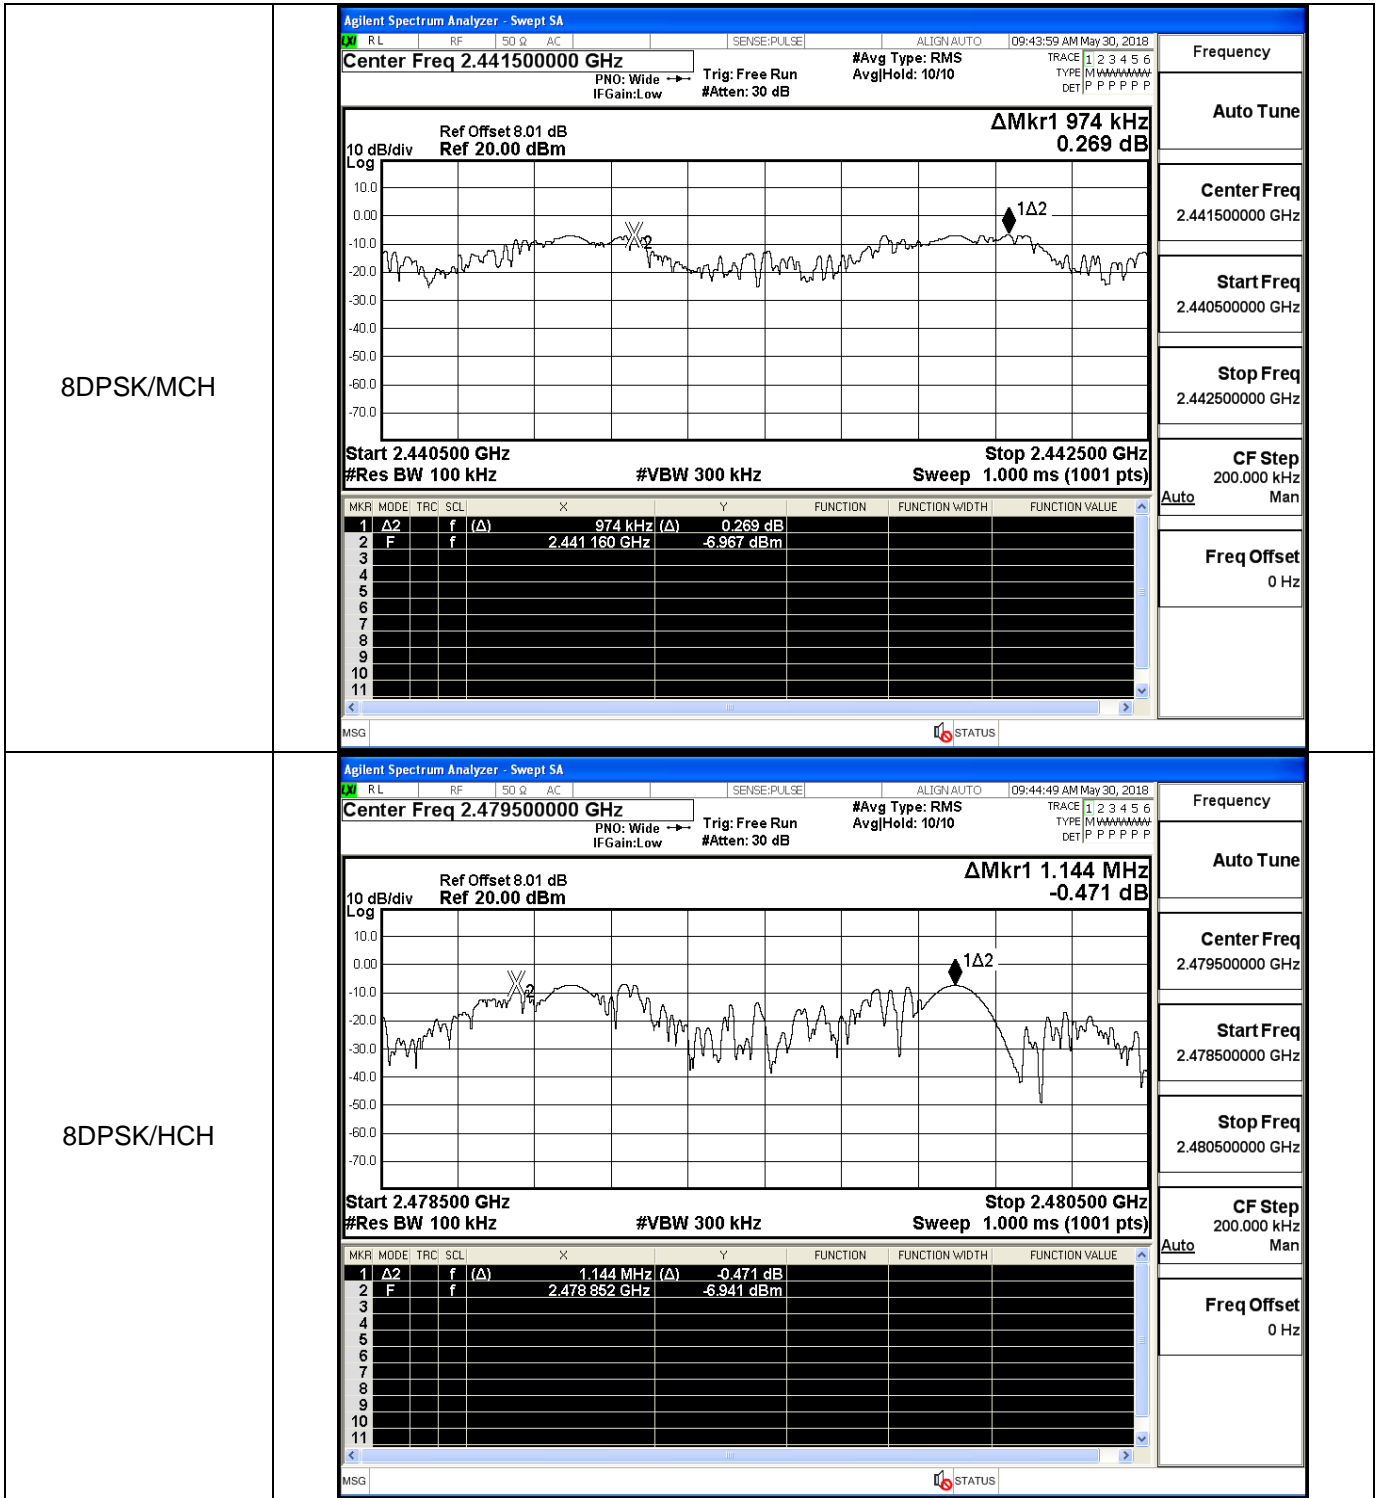 8DPSK/MCH
Agilent Spectrum Analyzer - Swept SA
LXI RL RF 50 Ω AC SENSE:PULSE ALIGN AUTO 09:43:59 AM May 30, 2018
Center Freq 2.441500000 GHz
PNO: Wide
IFGain:Low
Trig: Free Run
#Atten: 30 dB
#Avg Type: RMS
Avg|Hold: 10/10
TRACE 1 2 3 4 5 6
TYPE M WWWWW
DET P P P P P P
ΔMkr1 974 kHz
0.269 dB
Ref Offset 8.01 dB
10 dB/div Ref 20.00 dBm
Log
10.0
0.00
-10.0
-20.0
-30.0
-40.0
-50.0
-60.0
-70.0
1Δ2
2
Start 2.440500 GHz Stop 2.442500 GHz
#Res BW 100 kHz #VBW 300 kHz Sweep 1.000 ms (1001 pts)
MKR MODE TRC SCL X Y FUNCTION FUNCTION WIDTH FUNCTION VALUE
1 Δ2 f (Δ) 974 kHz (Δ) 0.269 dB
2 F f 2.441 160 GHz -6.967 dBm
3
4
5
6
7
8
9
10
11
MSG STATUS
Frequency
Auto Tune
Center Freq
2.441500000 GHz
Start Freq
2.440500000 GHz
Stop Freq
2.442500000 GHz
CF Step
200.000 kHz
Auto Man
Freq Offset
0 Hz
8DPSK/HCH
Agilent Spectrum Analyzer - Swept SA
LXI RL RF 50 Ω AC SENSE:PULSE ALIGN AUTO 09:44:49 AM May 30, 2018
Center Freq 2.479500000 GHz
PNO: Wide
IFGain:Low
Trig: Free Run
#Atten: 30 dB
#Avg Type: RMS
Avg|Hold: 10/10
TRACE 1 2 3 4 5 6
TYPE M WWWWW
DET P P P P P P
ΔMkr1 1.144 MHz
-0.471 dB
Ref Offset 8.01 dB
10 dB/div Ref 20.00 dBm
Log
10.0
0.00
-10.0
-20.0
-30.0
-40.0
-50.0
-60.0
-70.0
1Δ2
2
Start 2.478500 GHz Stop 2.480500 GHz
#Res BW 100 kHz #VBW 300 kHz Sweep 1.000 ms (1001 pts)
MKR MODE TRC SCL X Y FUNCTION FUNCTION WIDTH FUNCTION VALUE
1 Δ2 f (Δ) 1.144 MHz (Δ) -0.471 dB
2 F f 2.478 852 GHz -6.941 dBm
3
4
5
6
7
8
9
10
11
MSG STATUS
Frequency
Auto Tune
Center Freq
2.479500000 GHz
Start Freq
2.478500000 GHz
Stop Freq
2.480500000 GHz
CF Step
200.000 kHz
Auto Man
Freq Offset
0 Hz